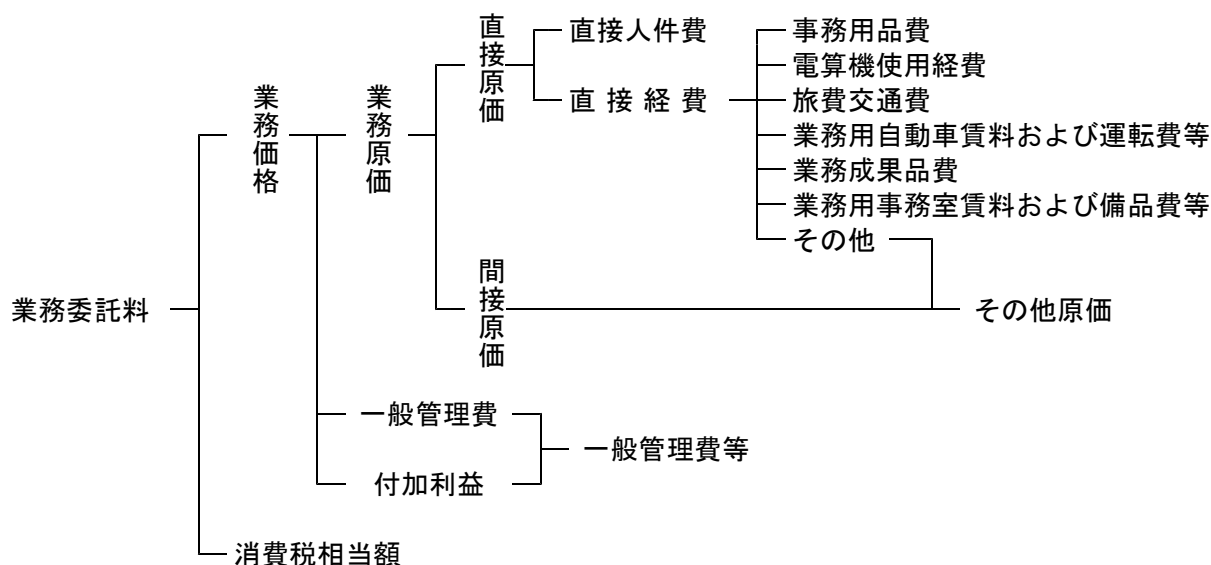 業務委託料
業務価格
業務原価
直接原価
直接人件費
直接経費
事務用品費
電算機使用経費
旅費交通費
業務用自動車賃料および運転費等
業務成果品費
業務用事務室賃料および備品費等
その他
間接原価
その他原価
一般管理費
付加利益
一般管理費等
消費税相当額